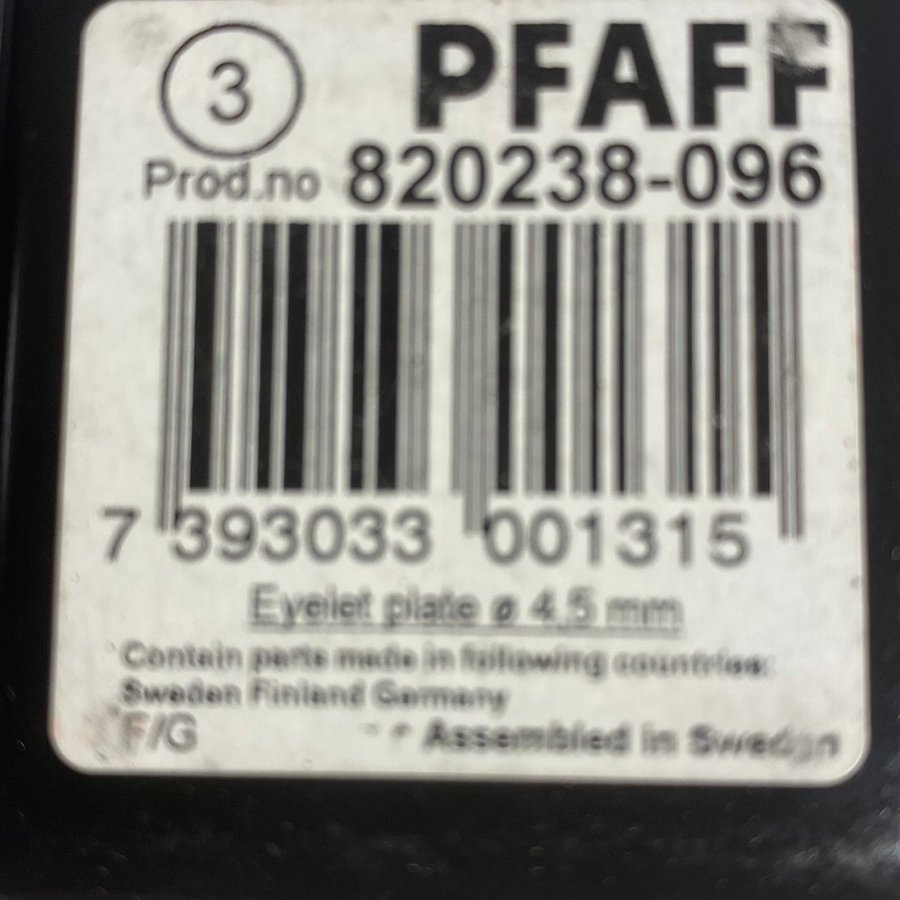 3 PFAFF
Prod.no 820238-096
7 393033 001315
Eyelet plate ø 4,5 mm
Contain parts made in following countries:
Sweden Finland Germany
F/G Assembled in Sweden